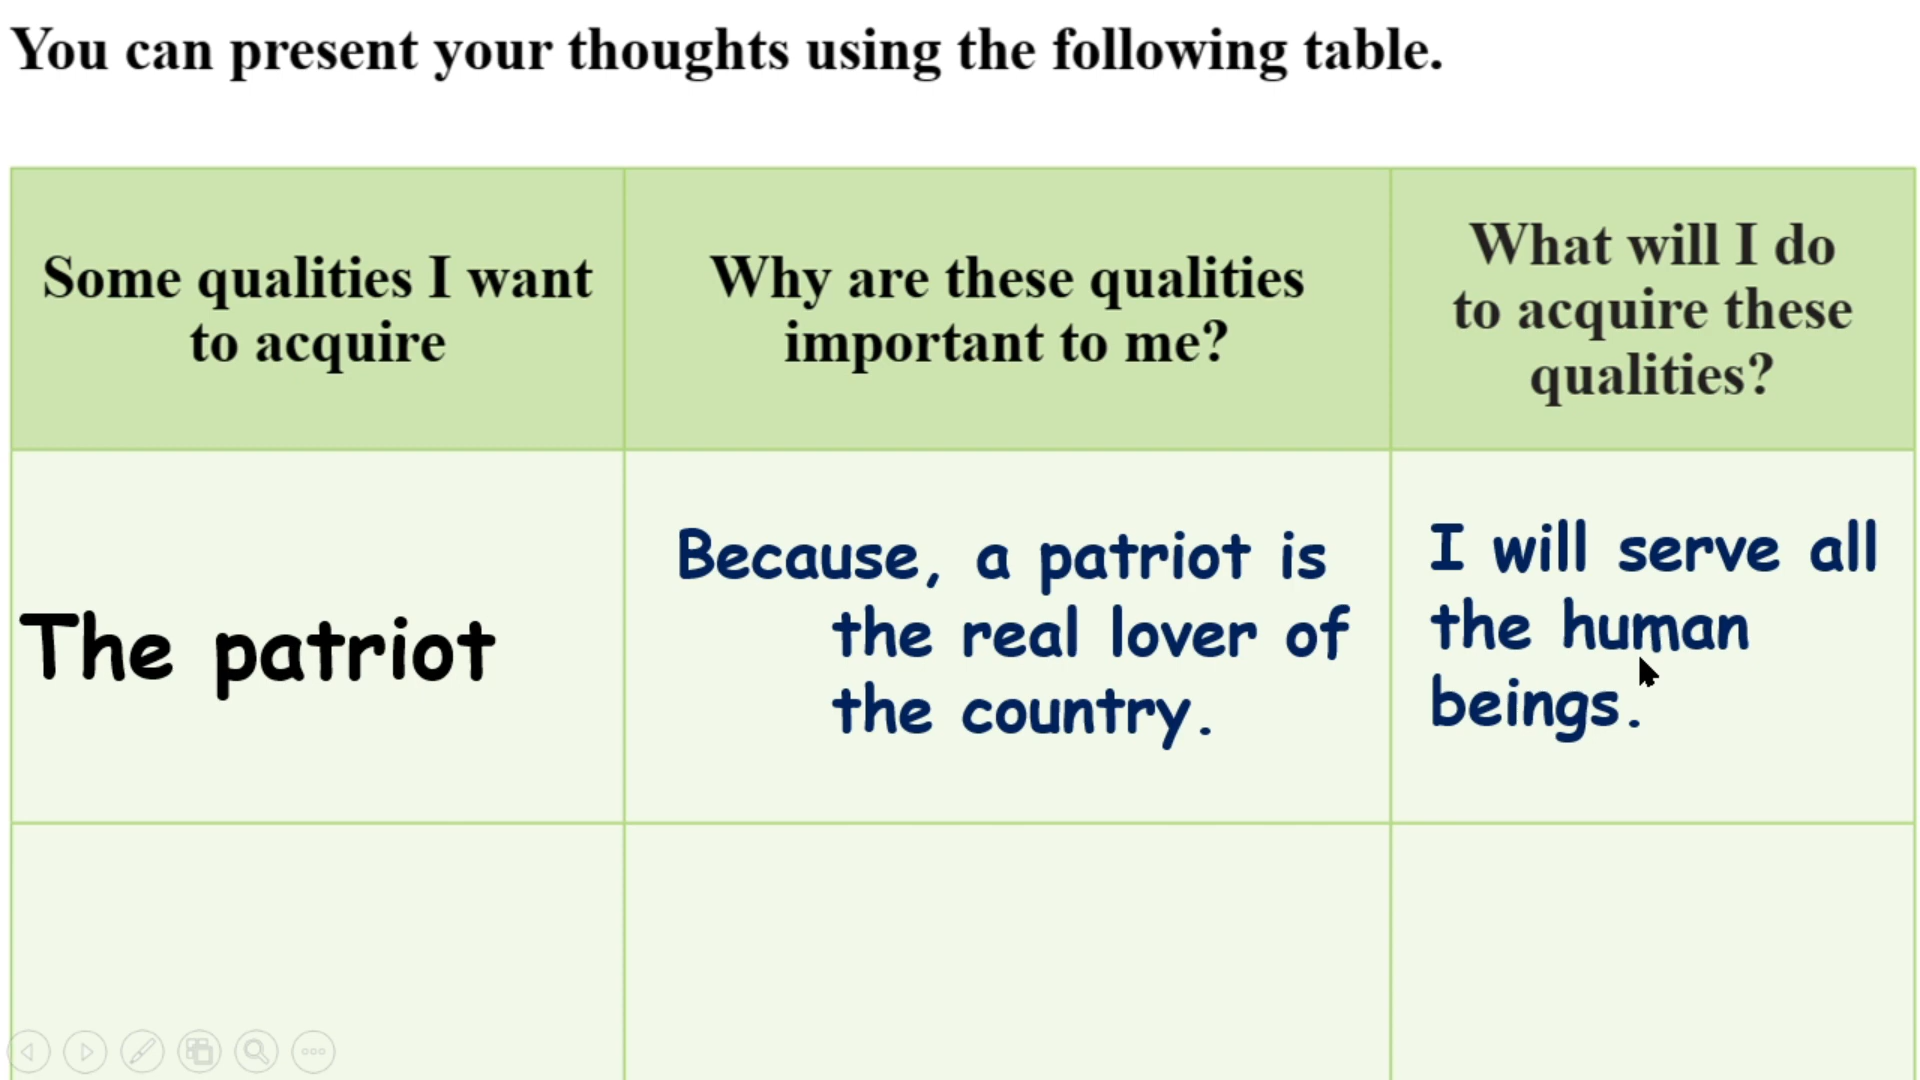 You can present your thoughts using the following table.
Some qualities I want
to acquire
Why are these qualities
important to me?
What will I do
to acquire these
qualities?
The patriot
Because, a patriot is
the real lover of
the country.
I will serve all
the human
beings.